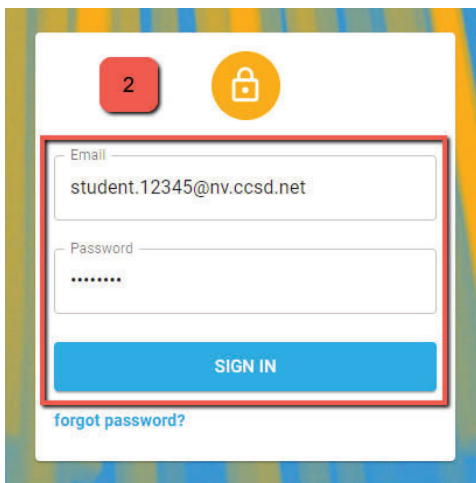 2
Email
student.12345@nv.ccsd.net
Password
••••••••
SIGN IN
forgot password?